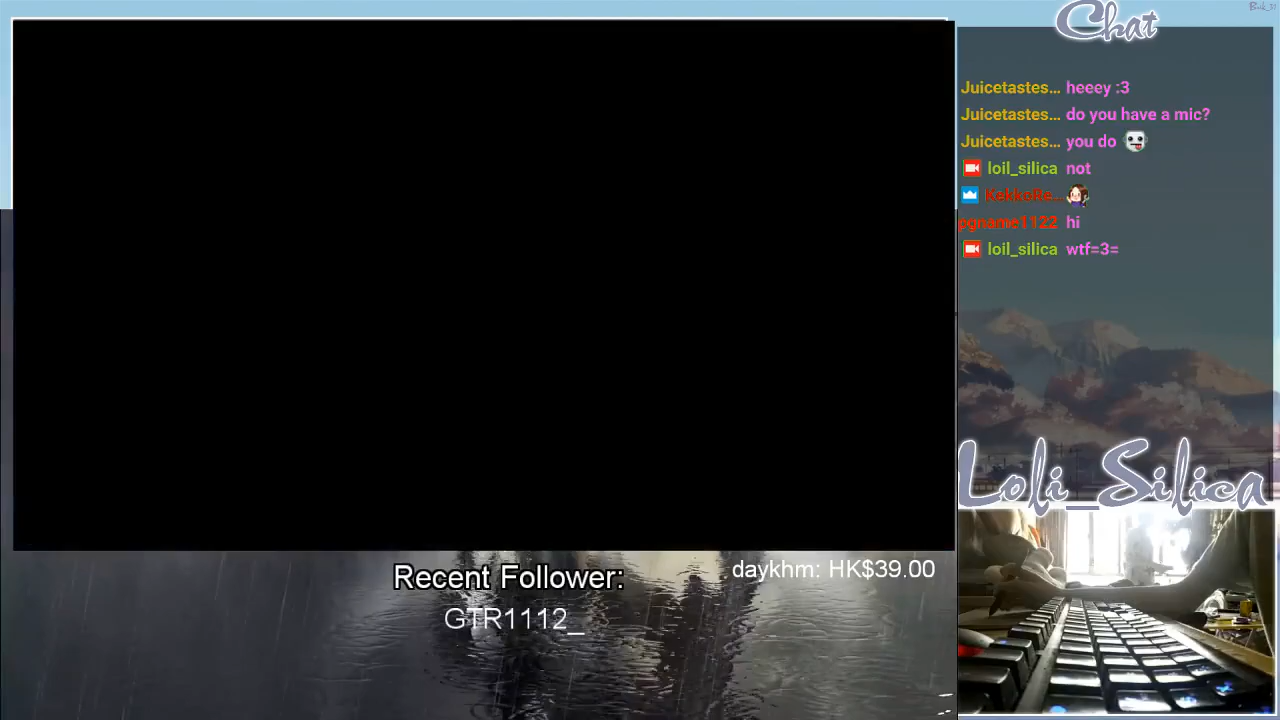 Chat
Juicetastes... heeey :3
Juicetastes... do you have a mic?
Juicetastes... you do
loil_silica not
KekkoRe...
pgname1122 hi
loil_silica wtf=3=
Loli_Silica
Recent Follower:
GTR1112_
daykhm: HK$39.00